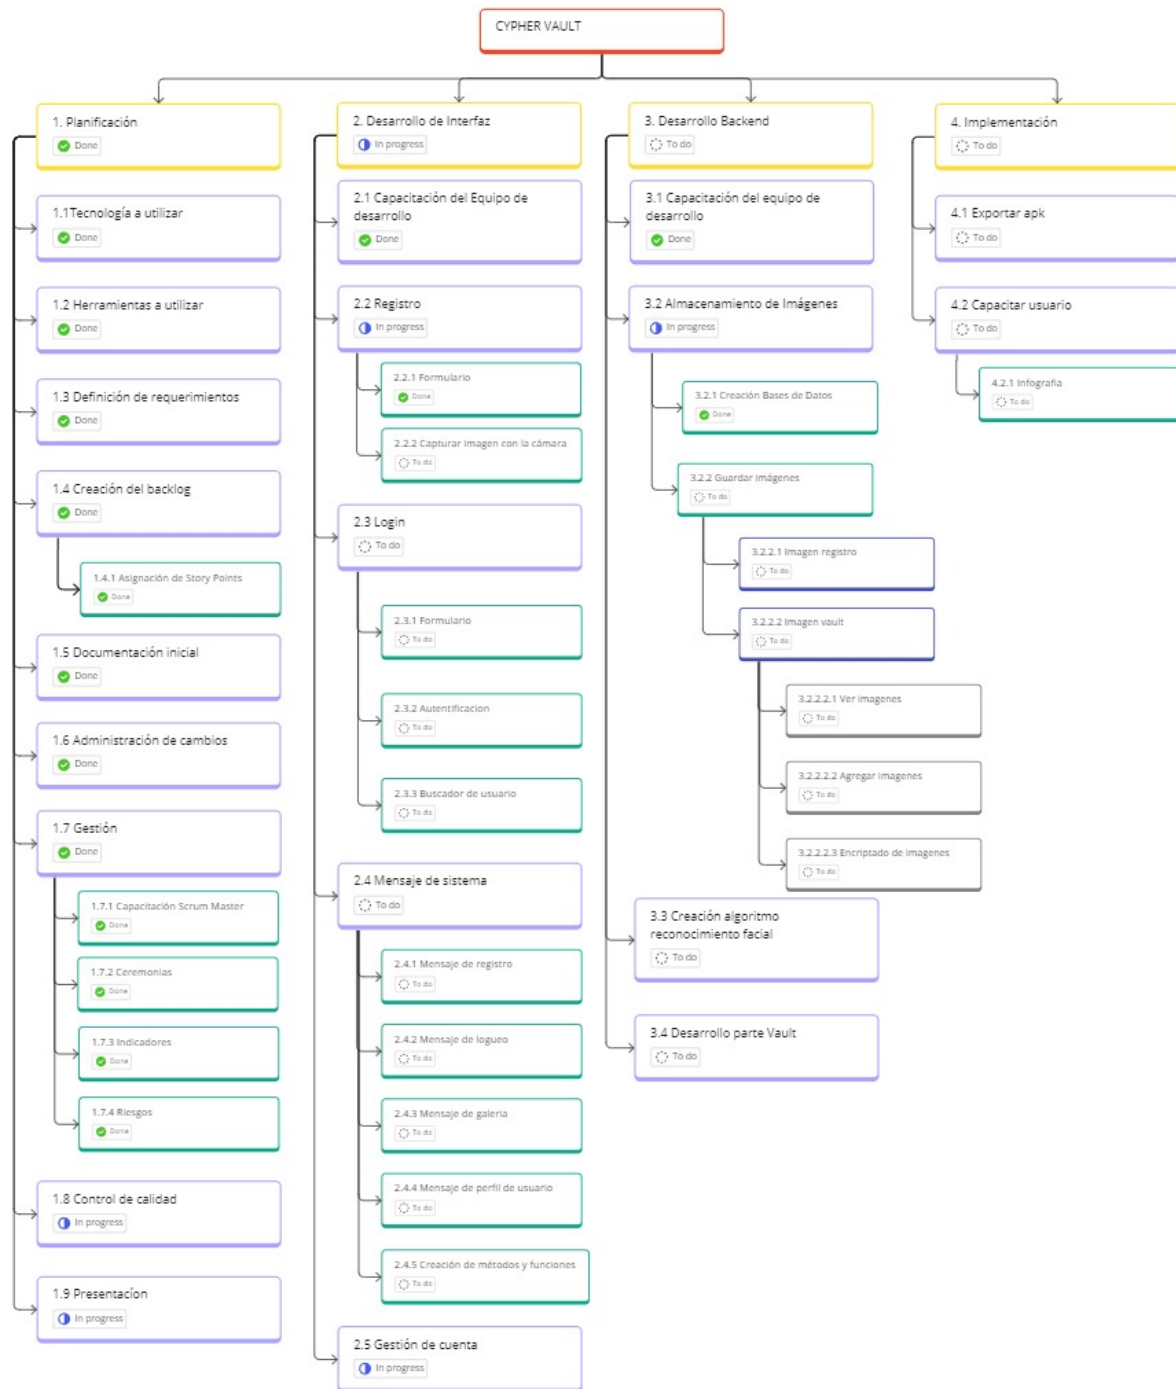 CYPHER VAULT
1. Planificación
Done
1.1Tecnología a utilizar
Done
1.2 Herramientas a utilizar
Done
1.3 Definición de requerimientos
Done
1.4 Creación del backlog
Done
1.4.1 Asignación de Story Points
Done
1.5 Documentación inicial
Done
1.6 Administración de cambios
Done
1.7 Gestión
Done
1.7.1 Capacitación Scrum Master
Done
1.7.2 Ceremonias
Done
1.7.3 Indicadores
Done
1.7.4 Riesgos
Done
1.8 Control de calidad
In progress
1.9 Presentacíon
In progress
2. Desarrollo de Interfaz
In progress
2.1 Capacitación del Equipo de
desarrollo
Done
2.2 Registro
In progress
2.2.1 Formulario
Done
2.2.2 Capturar imagen con la cámara
To do
2.3 Login
To do
2.3.1 Formulario
To do
2.3.2 Autentificacion
To do
2.3.3 Buscador de usuario
To do
2.4 Mensaje de sistema
To do
2.4.1 Mensaje de registro
To do
2.4.2 Mensaje de logueo
To do
2.4.3 Mensaje de galeria
To do
2.4.4 Mensaje de perfil de usuario
To do
2.4.5 Creación de métodos y funciones
To do
2.5 Gestión de cuenta
In progress
3. Desarrollo Backend
To do
3.1 Capacitación del equipo de
desarrollo
Done
3.2 Almacenamiento de Imágenes
In progress
3.2.1 Creación Bases de Datos
Done
3.2.2 Guardar imágenes
To do
3.2.2.1 Imagen registro
To do
3.2.2.2 Imagen vault
To do
3.2.2.2.1 Ver imagenes
To do
3.2.2.2.2 Agregar imagenes
To do
3.2.2.2.3 Encriptado de imagenes
To do
3.3 Creación algoritmo
reconocimiento facial
To do
3.4 Desarrollo parte Vault
To do
4. Implementación
To do
4.1 Exportar apk
To do
4.2 Capacitar usuario
To do
4.2.1 Infografia
To do